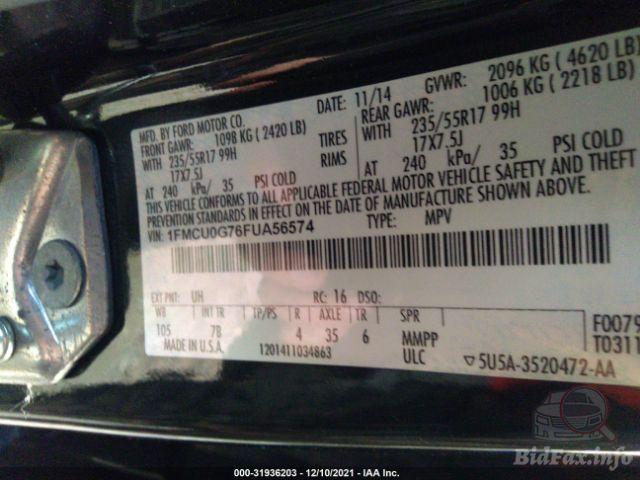 MFD. BY FORD MOTOR CO.
DATE: 11/14 GVWR: 2096 KG ( 4620 LB)
FRONT GAWR: 1098 KG ( 2420 LB) REAR GAWR: 1006 KG ( 2218 LB)
WITH 235/55R17 99H TIRES WITH 235/55R17 99H
17X7.5J RIMS 17X7.5J
AT 240 kPa/ 35 PSI COLD AT 240 kPa/ 35 PSI COLD
THIS VEHICLE CONFORMS TO ALL APPLICABLE FEDERAL MOTOR VEHICLE SAFETY AND THEFT
PREVENTION STANDARDS IN EFFECT ON THE DATE OF MANUFACTURE SHOWN ABOVE.
VIN: 1FMCU0G76FUA56574 TYPE: MPV
EXT PNT: UH RC: 16 DSO:
WB INT TR TP/PS R AXLE TR SPR
105 7B 4 35 6 MMPP
F0079
MADE IN U.S.A. 1201411034863 ULC ▽5U5A-3520472-AA
T0311
BidFax.info
000-31936203 - 12/10/2021 - IAA Inc.